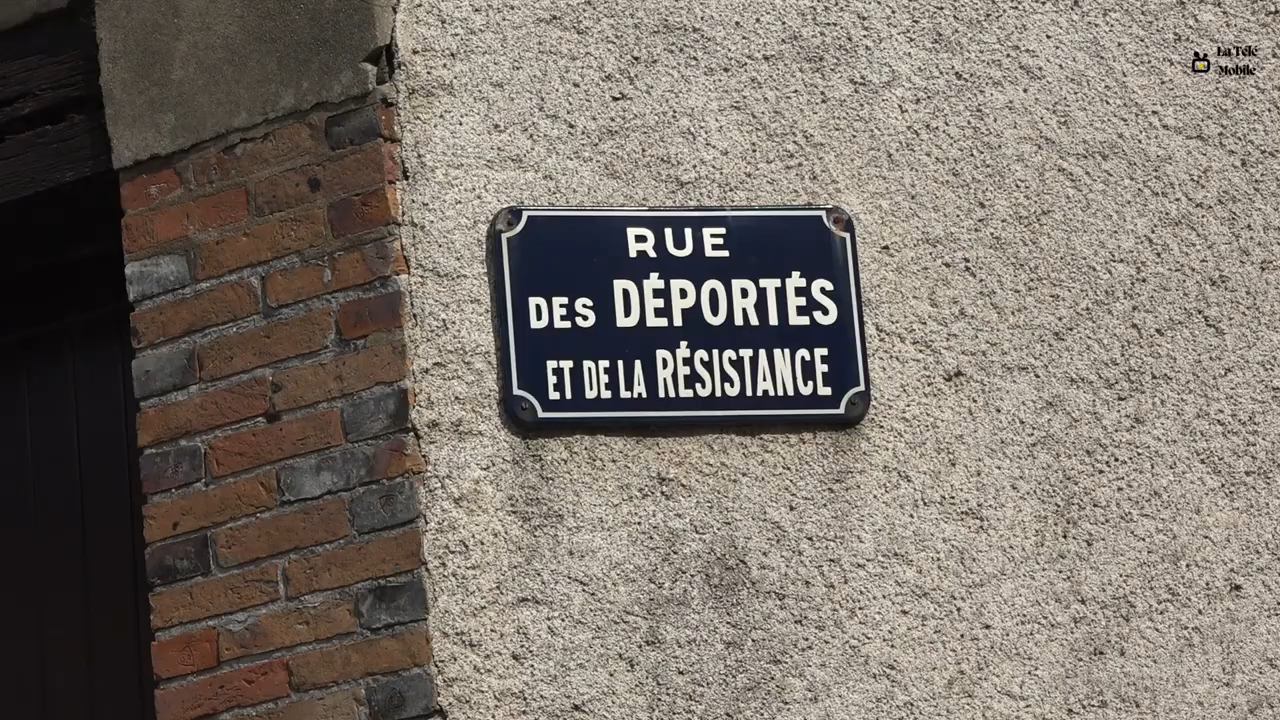 La Télé
Mobile
RUE
DES DÉPORTÉS
ET DE LA RÉSISTANCE